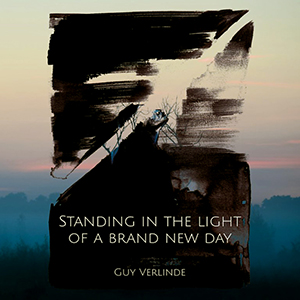 Standing in the light
of a brand new day
Guy Verlinde